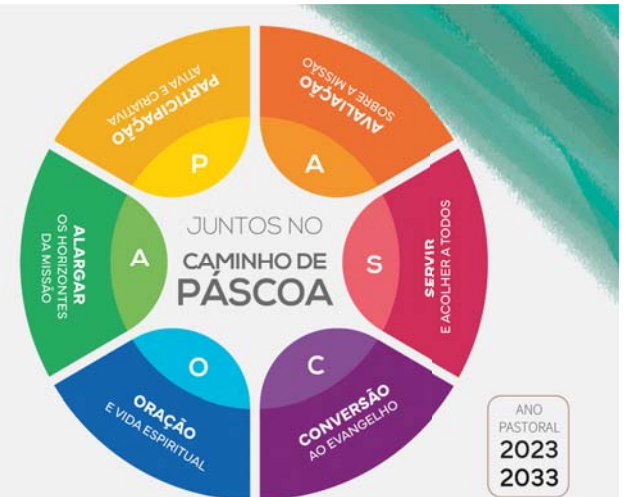 PARTICIPAÇÃO
ATIVA E CRIATIVA
P
AVALIAÇÃO
SOBRE A MISSÃO
A
SERVIR
E ACOLHER A TODOS
S
CONVERSÃO
AO EVANGELHO
C
ORAÇÃO
E VIDA ESPIRITUAL
O
ALARGAR
OS HORIZONTES
DA MISSÃO
A
JUNTOS NO
CAMINHO DE
PÁSCOA
ANO
PASTORAL
2023
2033